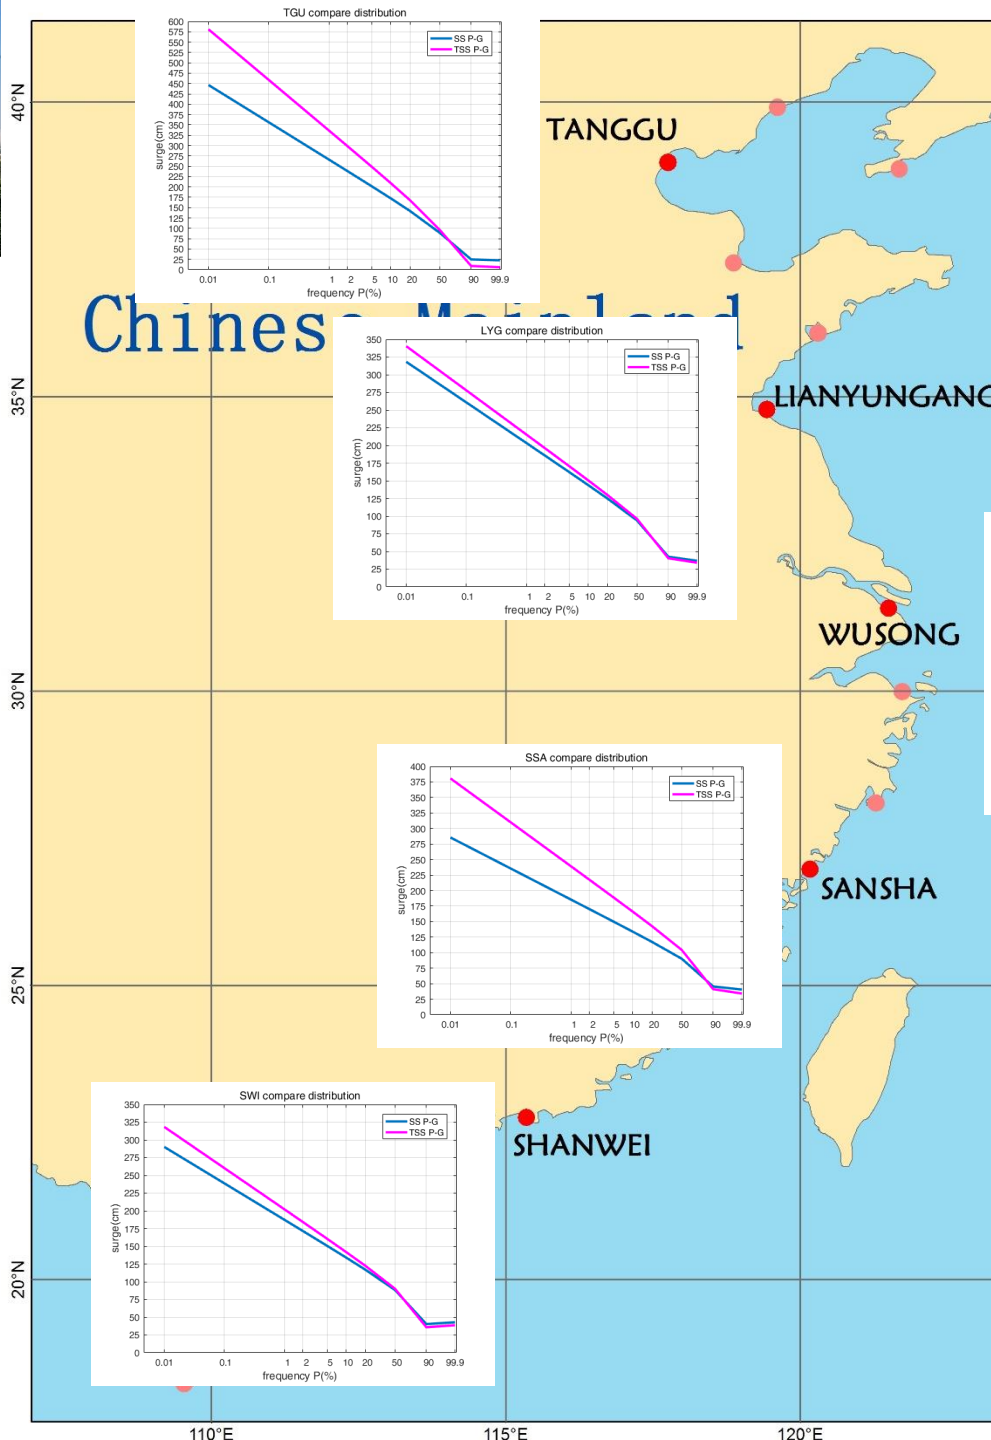 TGU compare distribution
600
575
550
525
500
475
450
425
400
375
350
325
300
275
250
225
200
175
150
125
100
75
50
25
0
surge(cm)
SS P-G
TSS P-G
0.01 0.1 1 2 5 10 20 50 90 99.9
frequency P(%)
40°N
TANGGU
Chinese Mainland
LYG compare distribution
350
325
300
275
250
225
200
175
150
125
100
75
50
25
0
surge(cm)
SS P-G
TSS P-G
0.01 0.1 1 2 5 10 20 50 90 99.9
frequency P(%)
35°N
LIANYUNGANG
WUSONG
30°N
SSA compare distribution
400
375
350
325
300
275
250
225
200
175
150
125
100
75
50
25
0
surge(cm)
SS P-G
TSS P-G
0.01 0.1 1 2 5 10 20 50 90 99.9
frequency P(%)
SANSHA
25°N
SWI compare distribution
350
325
300
275
250
225
200
175
150
125
100
75
50
25
0
surge(cm)
SS P-G
TSS P-G
0.01 0.1 1 2 5 10 20 50 90 99.9
frequency P(%)
SHANWEI
20°N
110°E 115°E 120°E